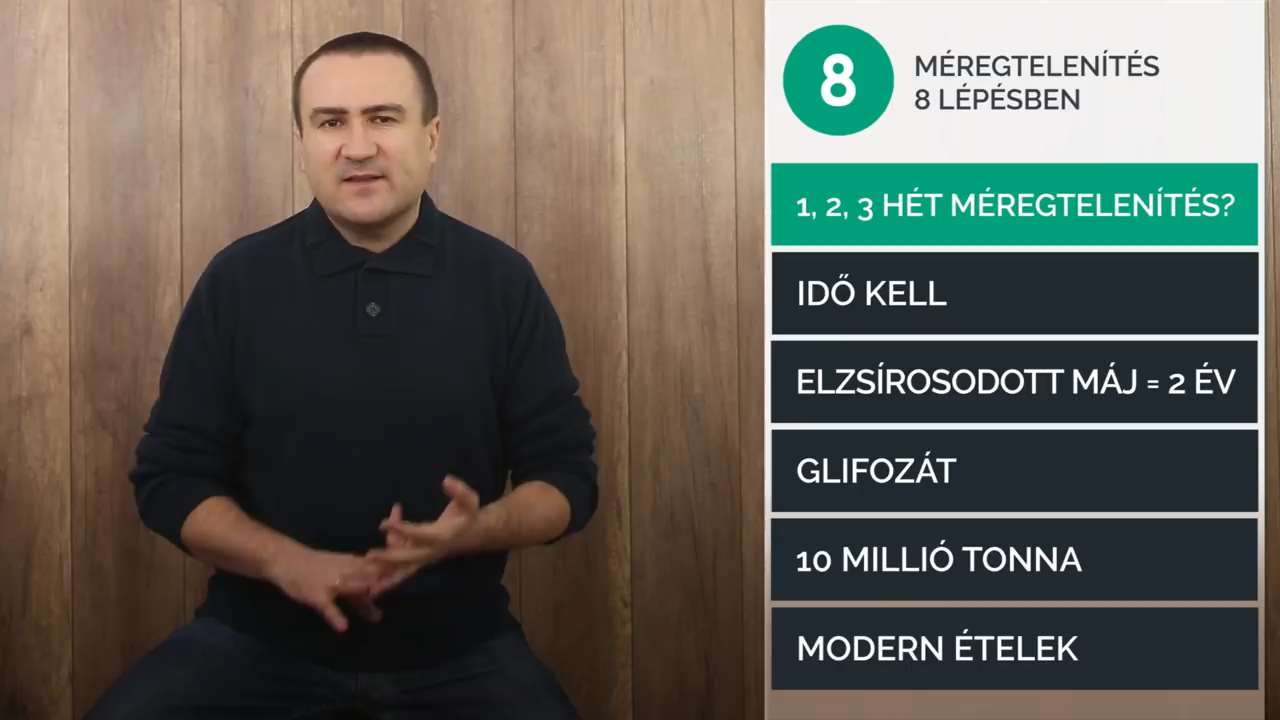 8
MÉREGTELENÍTÉS
8 LÉPÉSBEN
1, 2, 3 HÉT MÉREGTELENÍTÉS?
IDŐ KELL
ELZSÍROSODOTT MÁJ = 2 ÉV
GLIFOZÁT
10 MILLIÓ TONNA
MODERN ÉTELEK